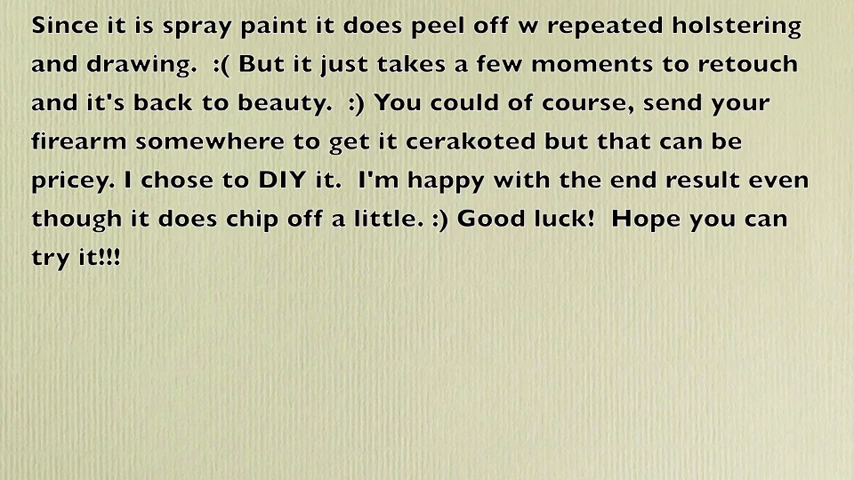 Since it is spray paint it does peel off w repeated holstering
and drawing.  :( But it just takes a few moments to retouch
and it's back to beauty.  :) You could of course, send your
firearm somewhere to get it cerakoted but that can be
pricey. I chose to DIY it.  I'm happy with the end result even
though it does chip off a little. :) Good luck!  Hope you can
try it!!!